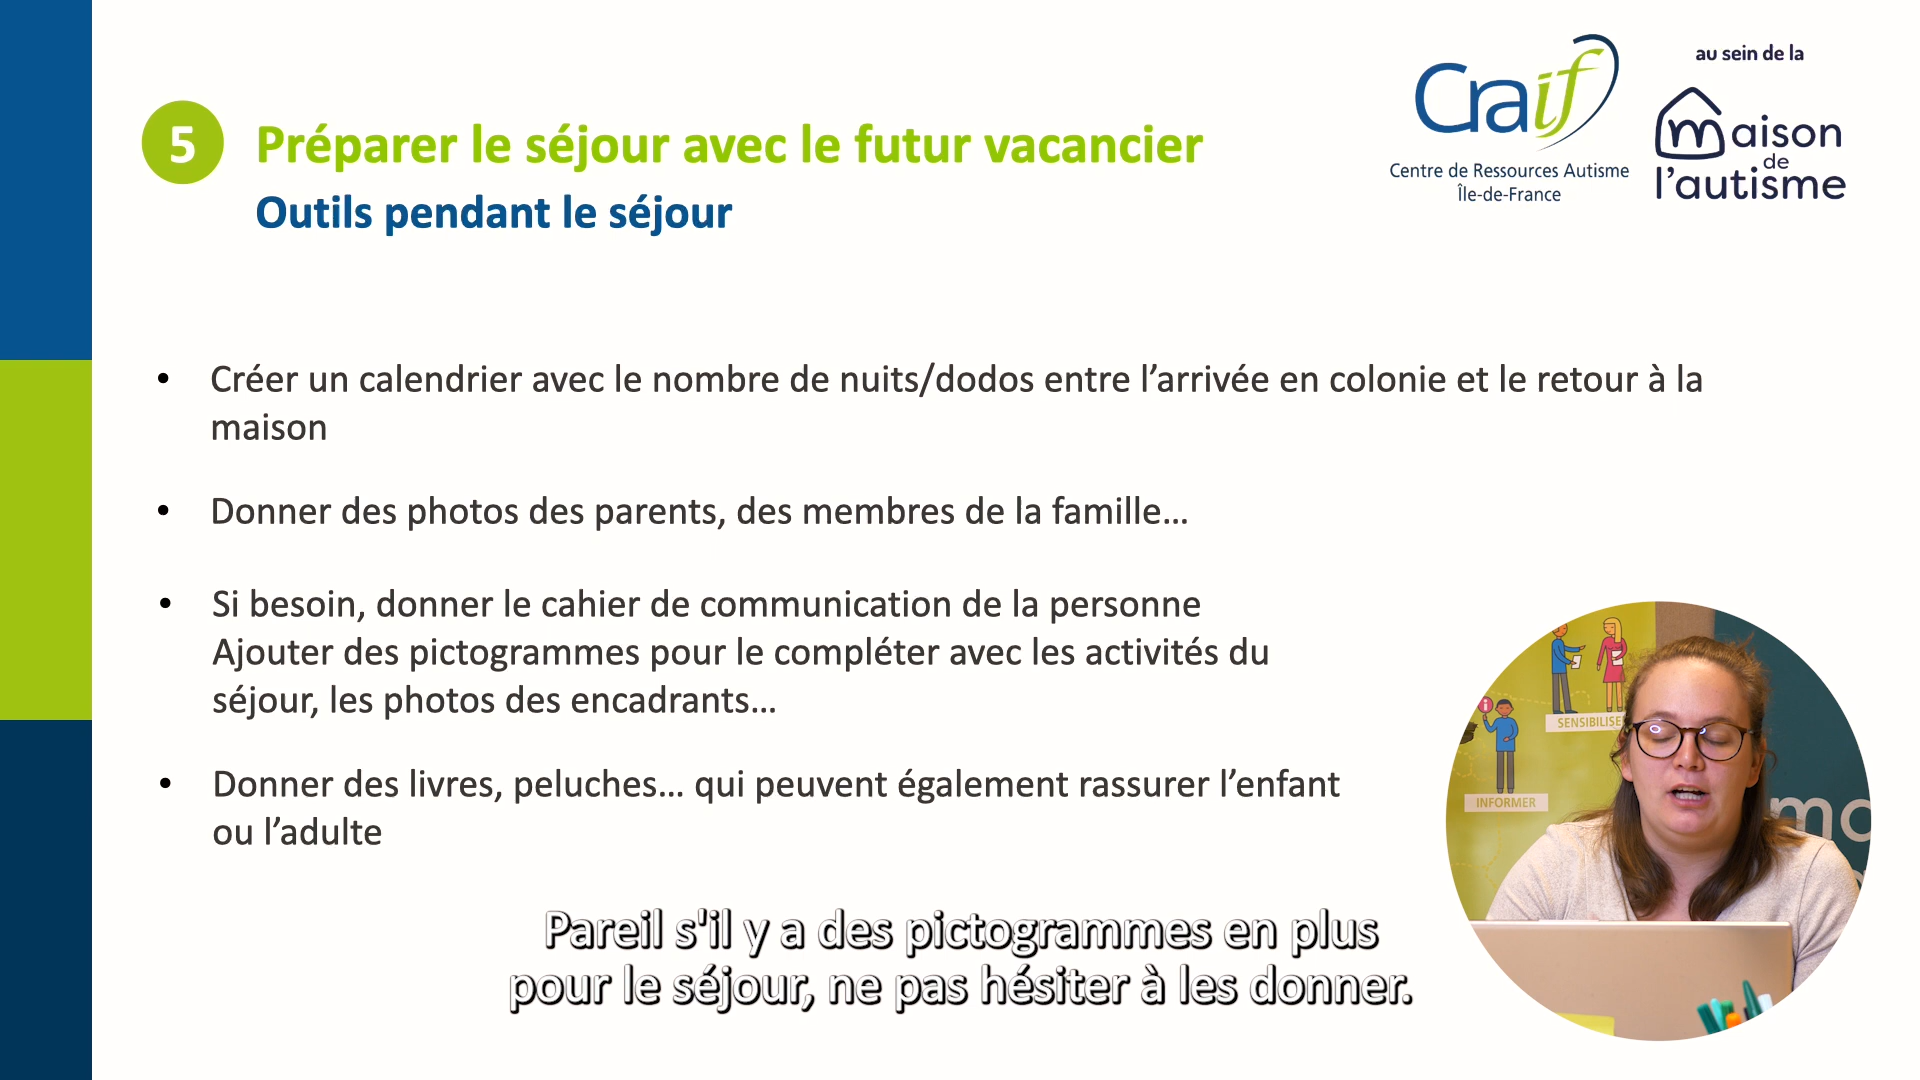 au sein de la
Craif
Centre de Ressources Autisme
Île-de-France
Maison
de
l'autisme
5
Préparer le séjour avec le futur vacancier
Outils pendant le séjour
• Créer un calendrier avec le nombre de nuits/dodos entre l’arrivée en colonie et le retour à la
maison
• Donner des photos des parents, des membres de la famille…
• Si besoin, donner le cahier de communication de la personne
Ajouter des pictogrammes pour le compléter avec les activités du
séjour, les photos des encadrants…
• Donner des livres, peluches… qui peuvent également rassurer l’enfant
ou l’adulte
SENSIBILISE
INFORMER
mo
Pareil s'il y a des pictogrammes en plus
pour le séjour, ne pas hésiter à les donner.